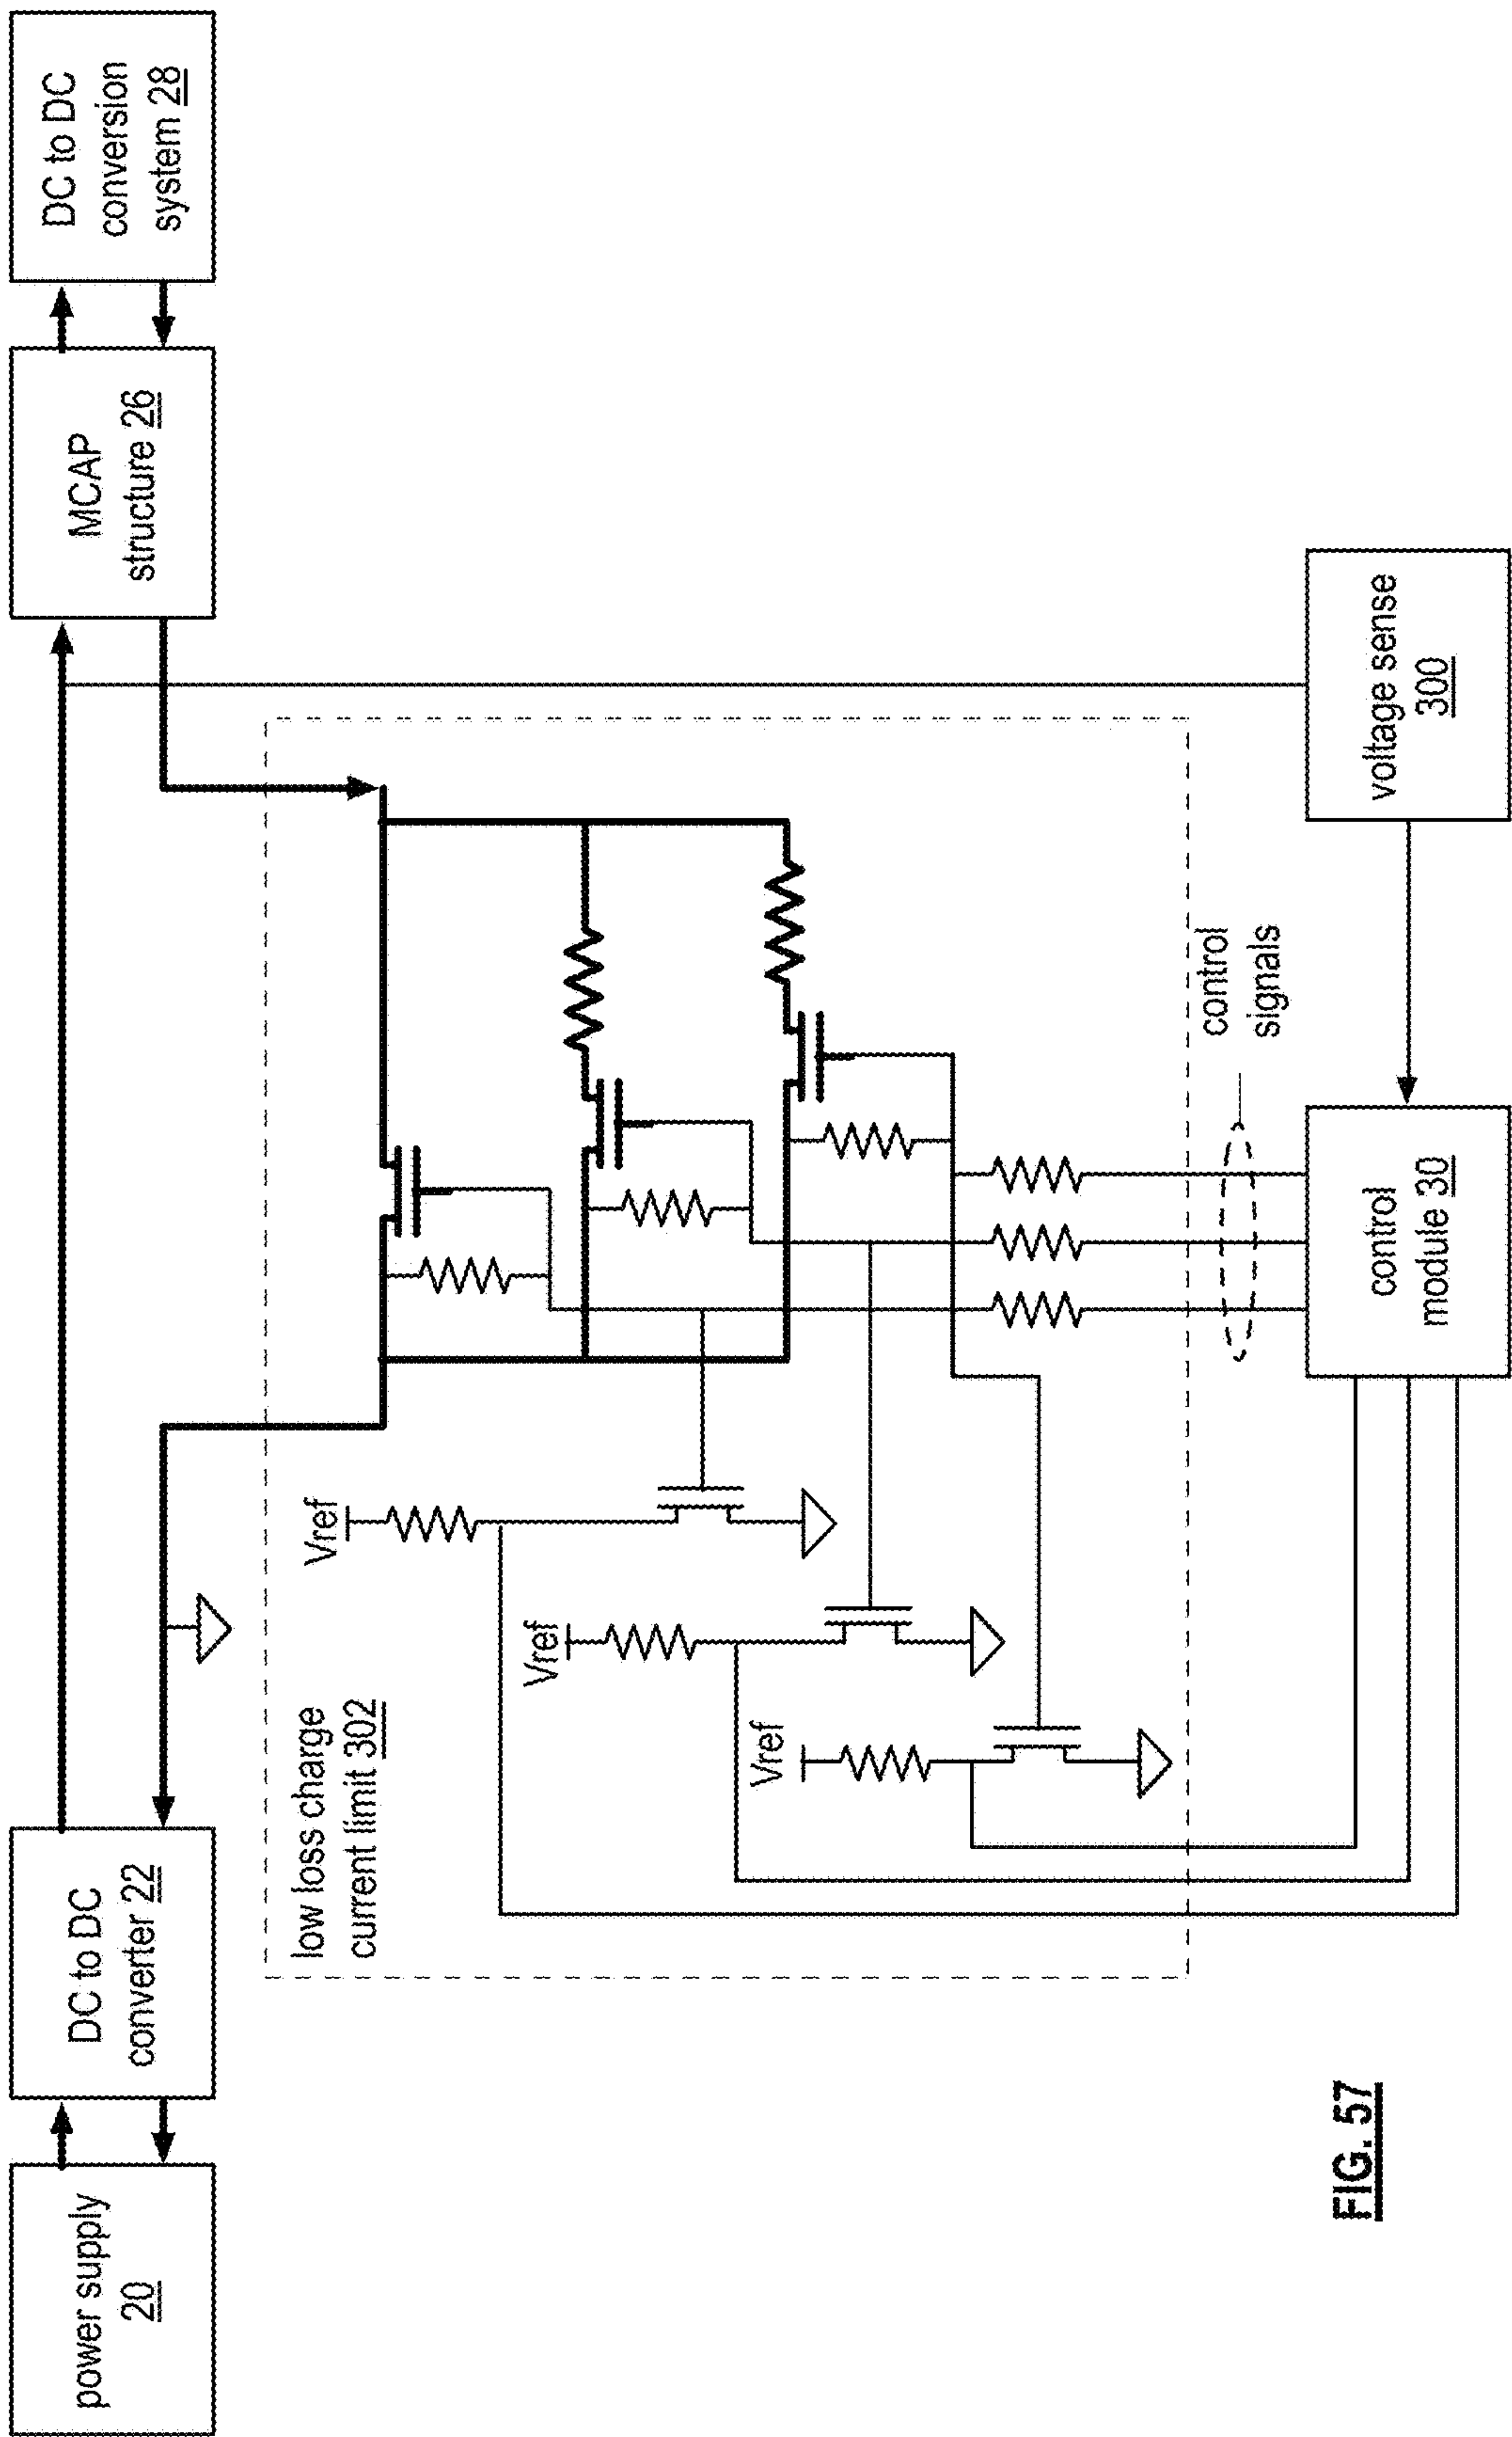 power supply
20
DC to DC
converter 22
MCAP
structure 26
DC to DC
conversion
system 28
low loss charge
current limit 302
Vref
Vref
Vref
control
signals
control
module 30
voltage sense
300
FIG. 57